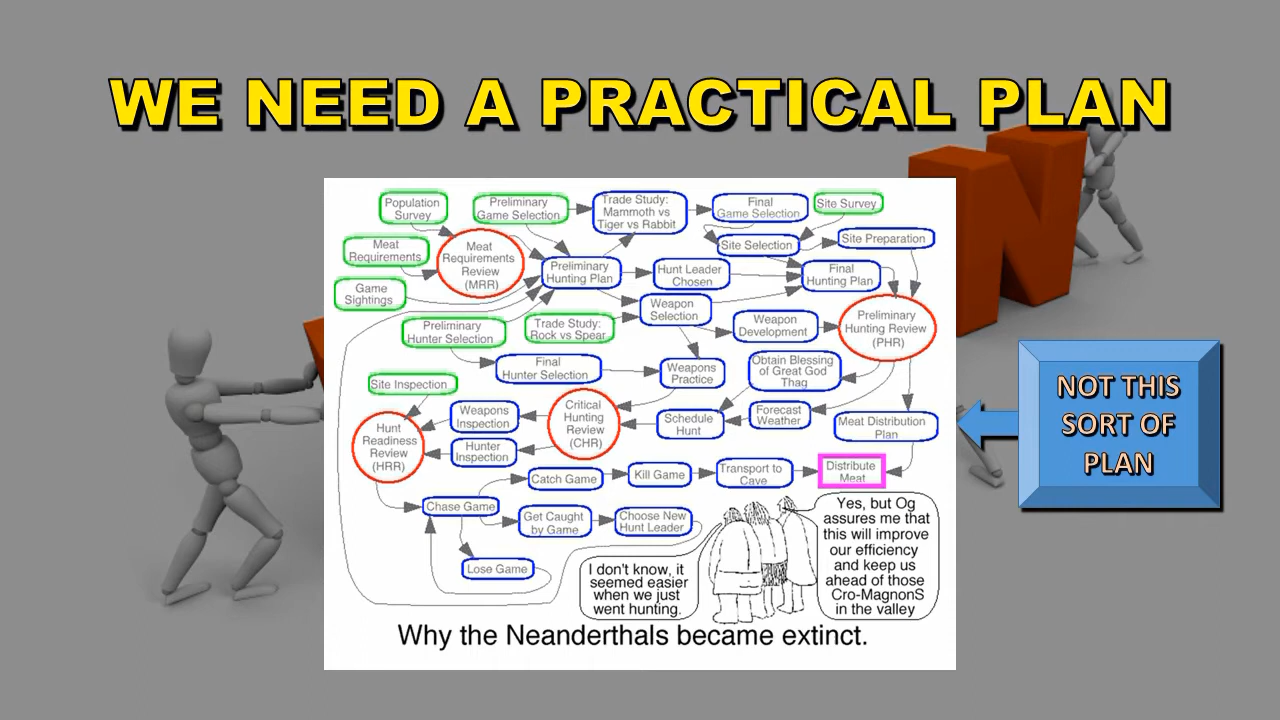 WE NEED A PRACTICAL PLAN
Population
Survey
Preliminary
Game Selection
Trade Study:
Mammoth vs
Tiger vs Rabbit
Final
Game Selection
Site Survey
Meat
Requirements
Meat
Requirements
Review
(MRR)
Site Selection
Site Preparation
Game
Sightings
Preliminary
Hunting Plan
Hunt Leader
Chosen
Final
Hunting Plan
Weapon
Selection
Preliminary
Hunter Selection
Trade Study:
Rock vs Spear
Weapon
Development
Preliminary
Hunting Review
(PHR)
Final
Hunter Selection
Weapons
Practice
Obtain Blessing
of Great God
Thag
Site Inspection
Hunt
Readiness
Review
(HRR)
Weapons
Inspection
Critical
Hunting
Review
(CHR)
Schedule
Hunt
Forecast
Weather
Meat Distribution
Plan
Hunter
Inspection
Catch Game
Kill Game
Transport to
Cave
Distribute
Meat
Chase Game
Get Caught
by Game
Choose New
Hunt Leader
Lose Game
I don't know, it
seemed easier
when we just
went hunting.
Yes, but Og
assures me that
this will improve
our efficiency
and keep us
ahead of those
Cro-MagnonS
in the valley
Why the Neanderthals became extinct.
NOT THIS
SORT OF
PLAN
N